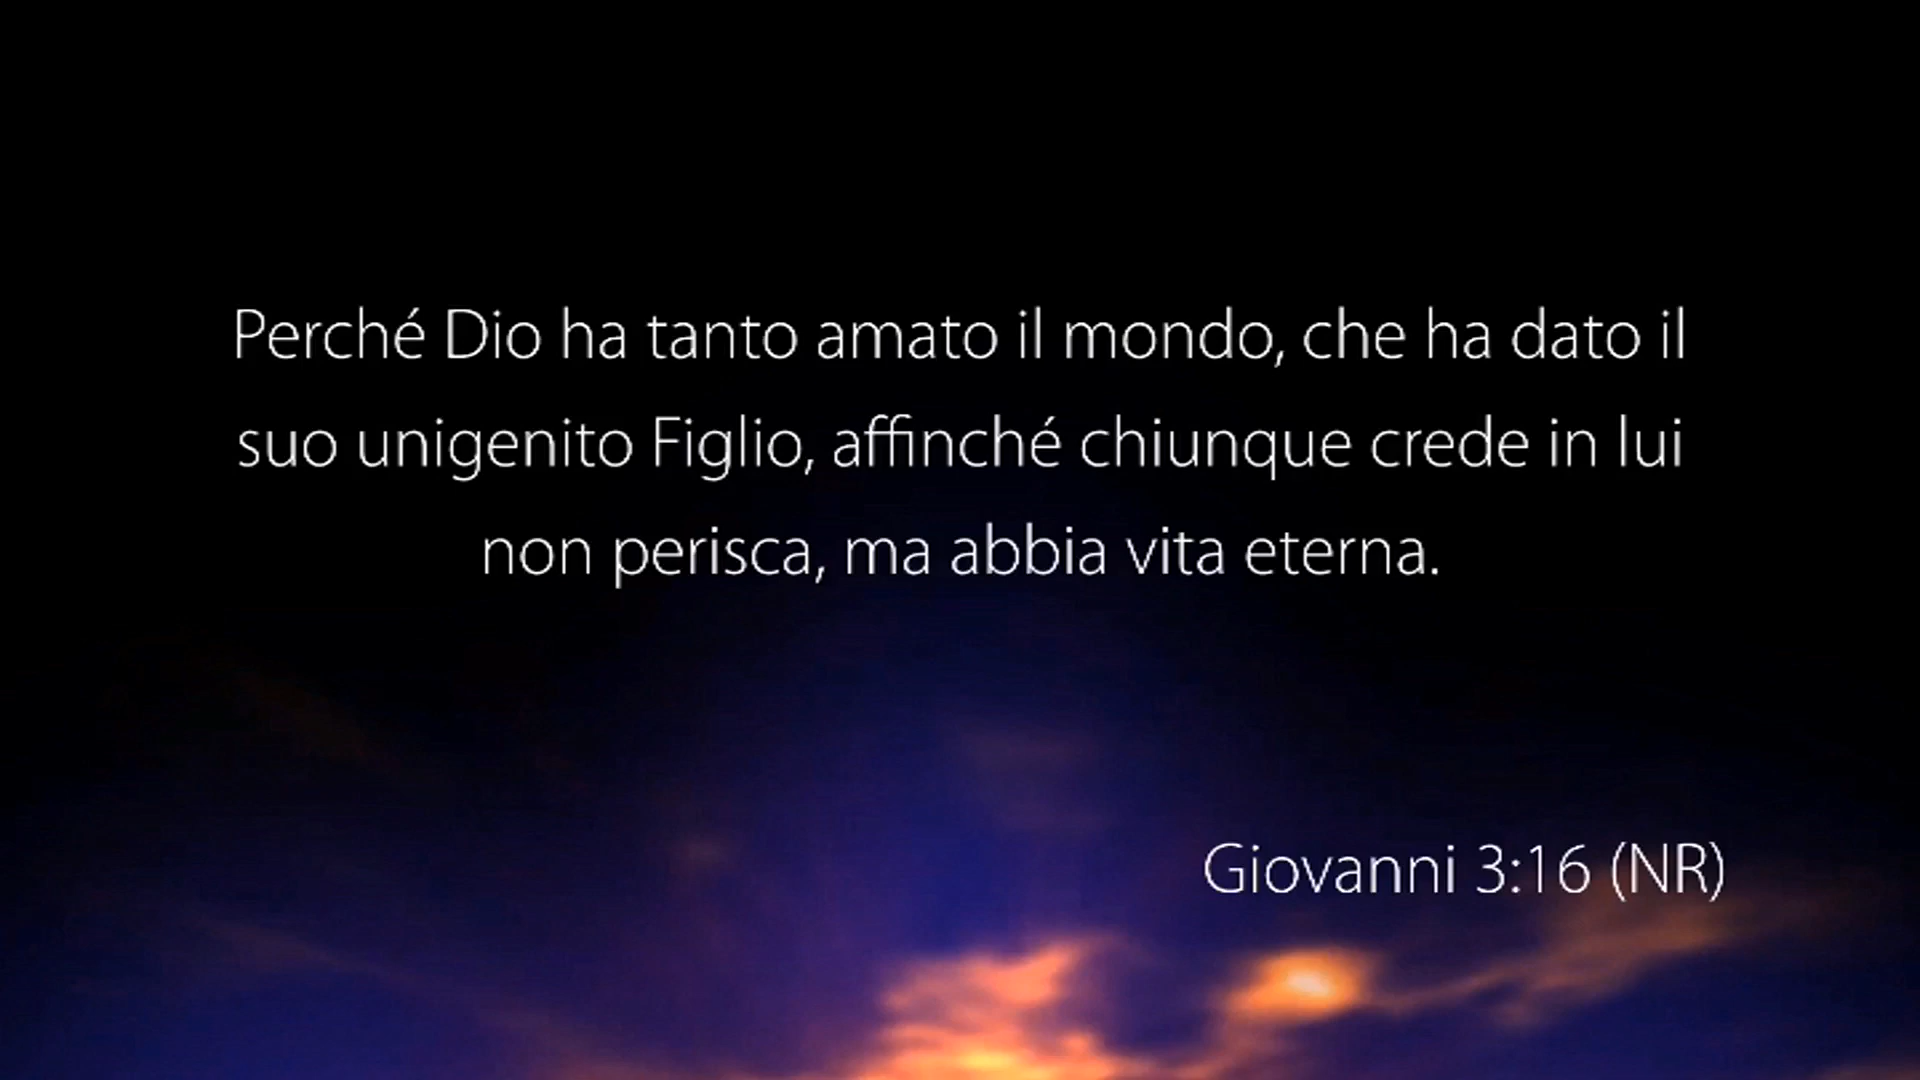 Perché Dio ha tanto amato il mondo, che ha dato il
suo unigenito Figlio, affinché chiunque crede in lui
non perisca, ma abbia vita eterna.
Giovanni 3:16 (NR)